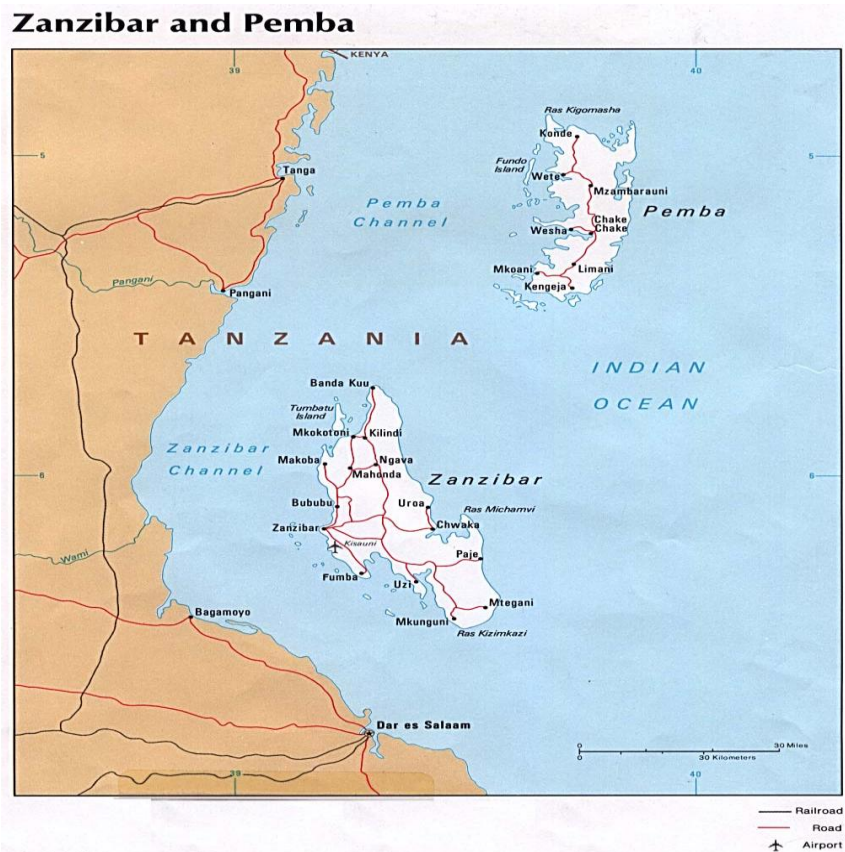 Zanzibar and Pemba
KENYA
39
40
Ras Kigomasha
Konde
5
5
Fundo
Island
Tanga
Wete
Mzambarauni
Pemba
Channel
Pemba
Chake
Chake
Wesha
Mkoani
Limani
Kengeja
Pangani
Pangani
TANZANIA
INDIAN
OCEAN
Banda Kuu
Tumbatu
Island
Mkokotoni
Kilindi
Zanzibar
Channel
Makoba
Ngava
Mahonda
6
6
Zanzibar
Bububu
Uroa
Ras Michamvi
Zanzibar
Chwaka
Kisauni
Paje
Wami
Fumba
Uzi
Mtegani
Bagamoyo
Mkunguni
Ras Kizimkazi
Dar es Salaam
0
30 Miles
0
30 Kilometers
39
40
Railroad
Road
Airport